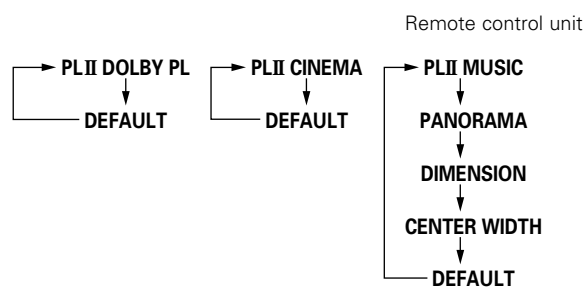 Remote control unit
PLII DOLBY PL
DEFAULT
PLII CINEMA
DEFAULT
PLII MUSIC
PANORAMA
DIMENSION
CENTER WIDTH
DEFAULT